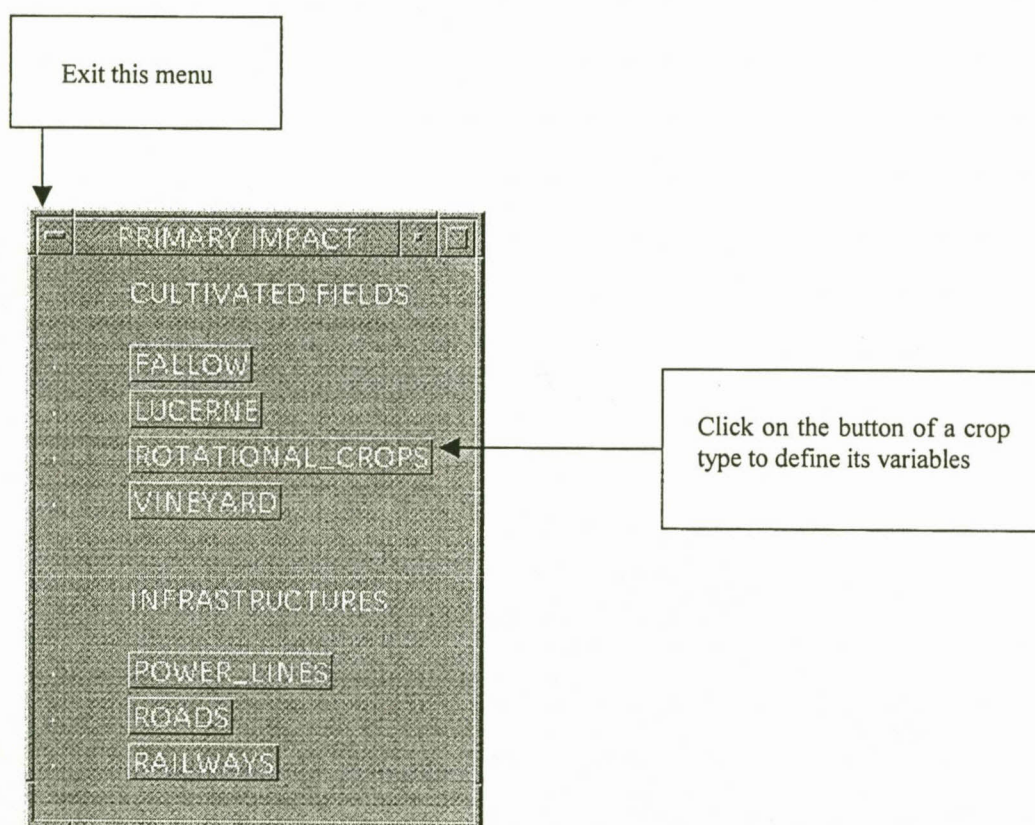 Exit this menu
PRIMARY IMPACT
CULTIVATED FIELDS
FALLOW
LUCERNE
ROTATIONAL_CROPS
VINEYARD
Click on the button of a crop
type to define its variables
INFRASTRUCTURES
POWER_LINES
ROADS
RAILWAYS